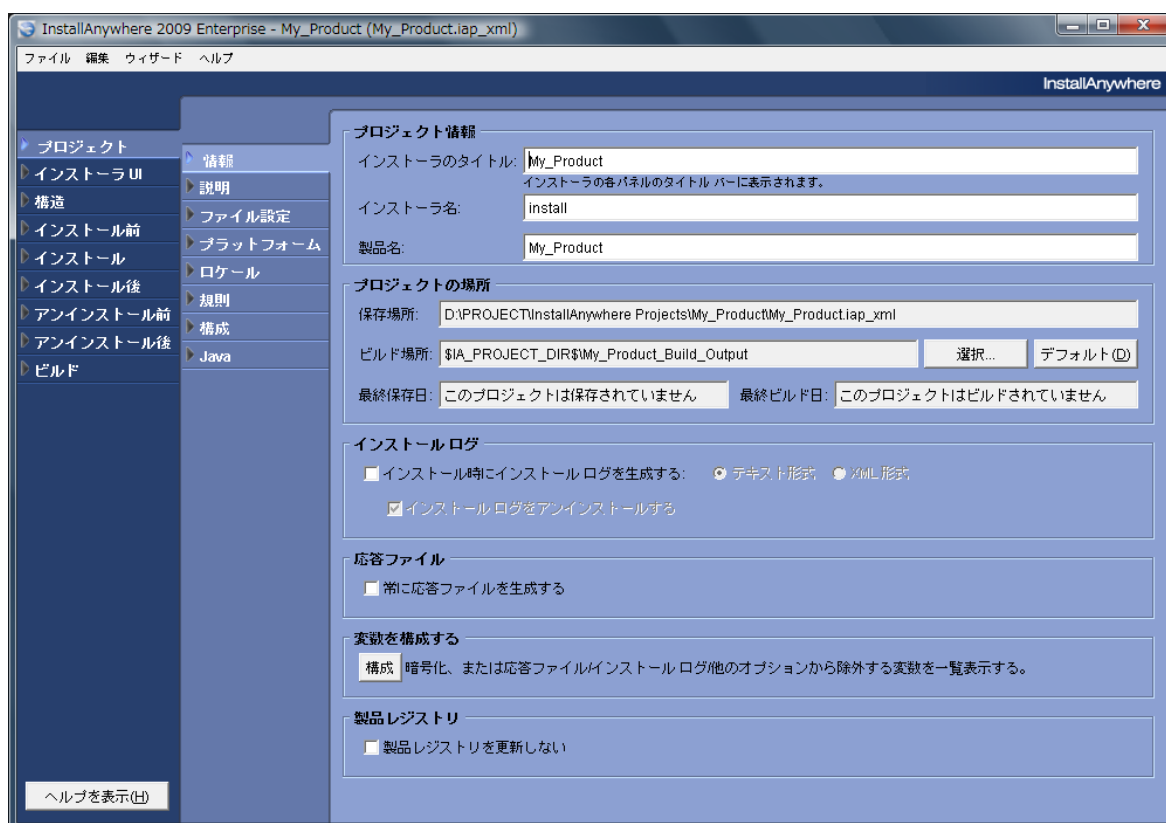 InstallAnywhere 2009 Enterprise - My_Product (My_Product.iap_xml)
ファイル 編集 ウィザード ヘルプ
InstallAnywhere
プロジェクト
インストーラ UI
構造
インストール前
インストール
インストール後
アンインストール前
アンインストール後
ビルド
情報
説明
ファイル設定
プラットフォーム
ロケール
規則
構成
Java
プロジェクト情報
インストーラのタイトル: My_Product
インストーラの各パネルのタイトル バーに表示されます。
インストーラ名: install
製品名: My_Product
プロジェクトの場所
保存場所: D:\PROJECT\InstallAnywhere Projects\My_Product\My_Product.iap_xml
ビルド場所: $IA_PROJECT_DIR$\My_Product_Build_Output 選択... デフォルト(D)
最終保存日: このプロジェクトは保存されていません 最終ビルド日: このプロジェクトはビルドされていません
インストール ログ
インストール時にインストール ログを生成する: テキスト形式 XML 形式
インストール ログをアンインストールする
応答ファイル
常に応答ファイルを生成する
変数を構成する
構成 暗号化、または応答ファイル/インストール ログ/他のオプションから除外する変数を一覧表示する。
製品レジストリ
製品レジストリを更新しない
ヘルプを表示(H)